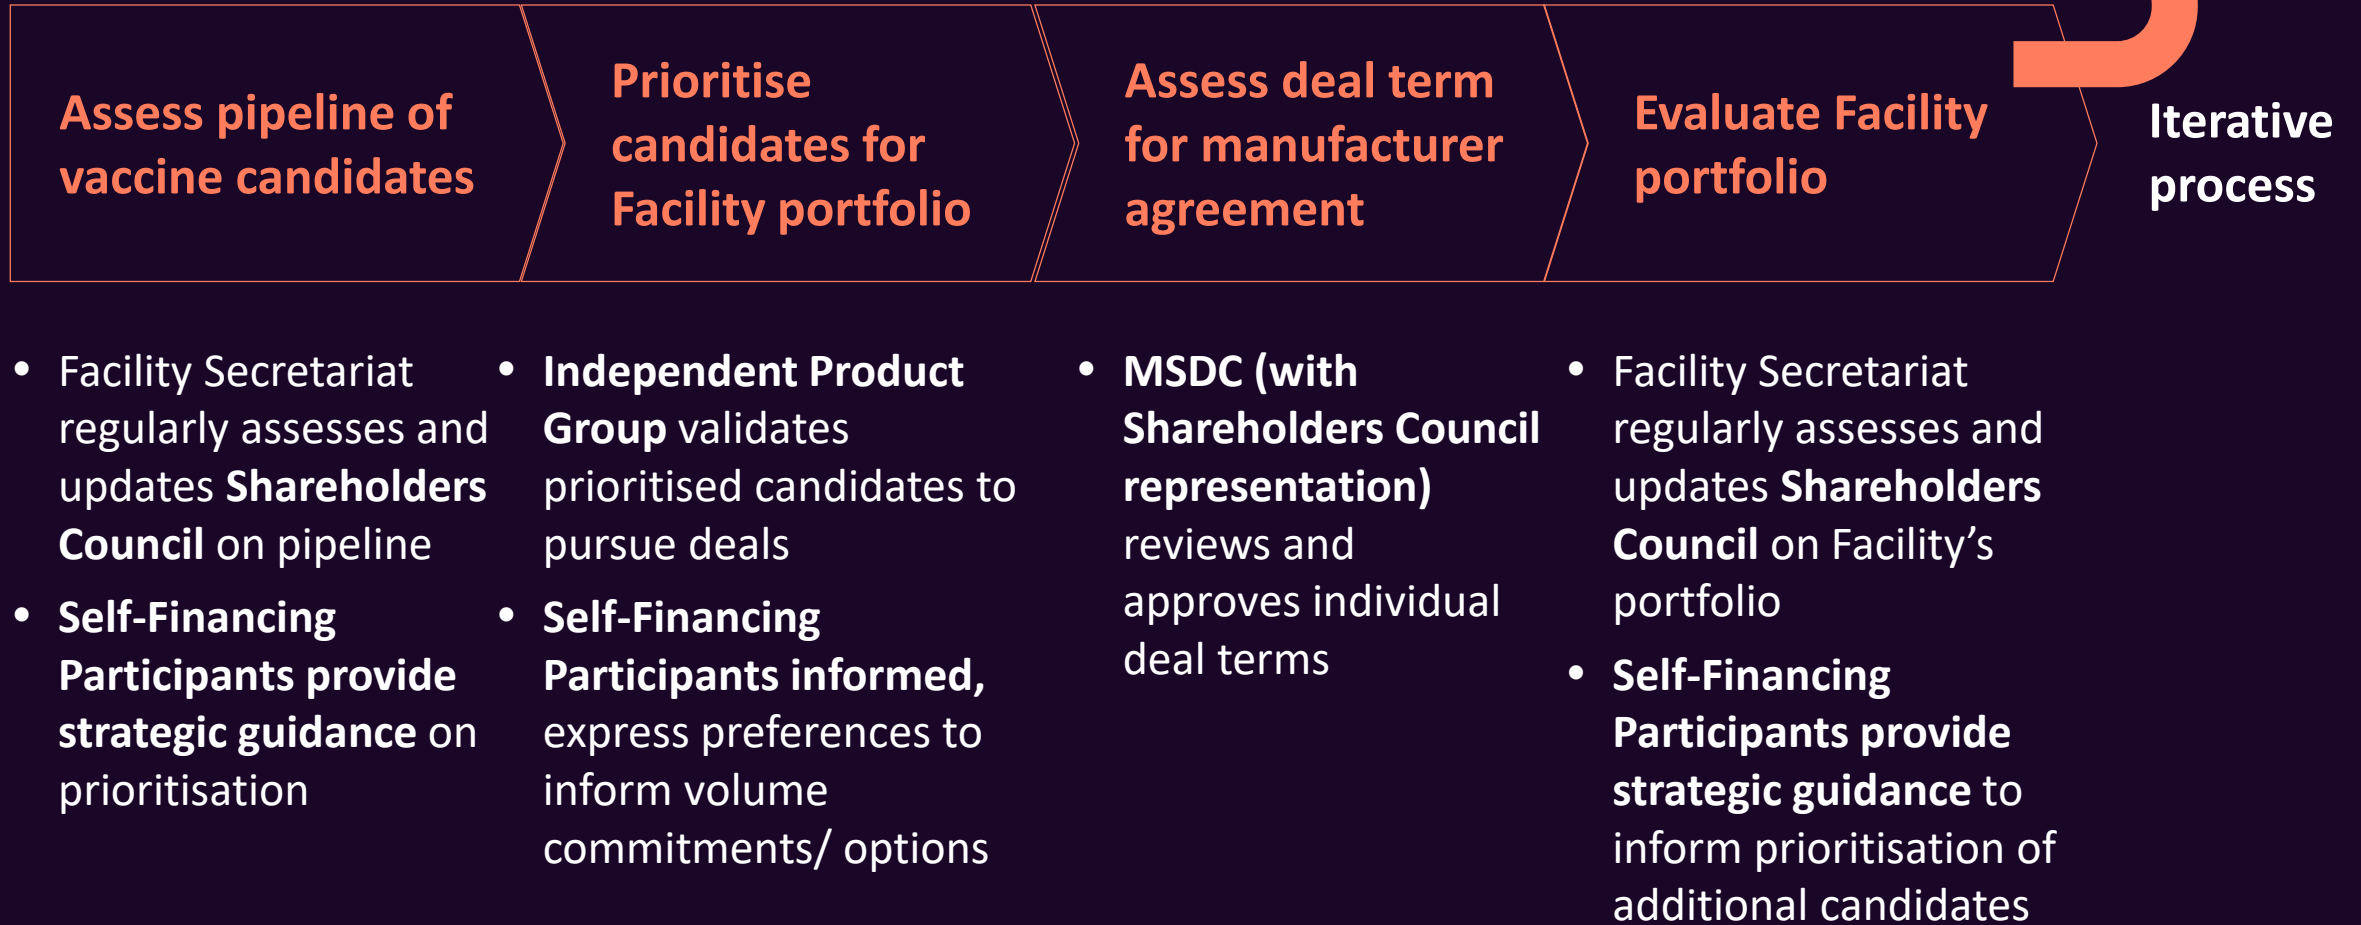 Assess pipeline of
vaccine candidates
Prioritise
candidates for
Facility portfolio
Assess deal term
for manufacturer
agreement
Evaluate Facility
portfolio
Iterative
process
• Facility Secretariat
regularly assesses and
updates Shareholders
Council on pipeline
• Self-Financing
Participants provide
strategic guidance on
prioritisation
• Independent Product
Group validates
prioritised candidates to
pursue deals
• Self-Financing
Participants informed,
express preferences to
inform volume
commitments/ options
• MSDC (with
Shareholders Council
representation)
reviews and
approves individual
deal terms
• Facility Secretariat
regularly assesses and
updates Shareholders
Council on Facility’s
portfolio
• Self-Financing
Participants provide
strategic guidance to
inform prioritisation of
additional candidates